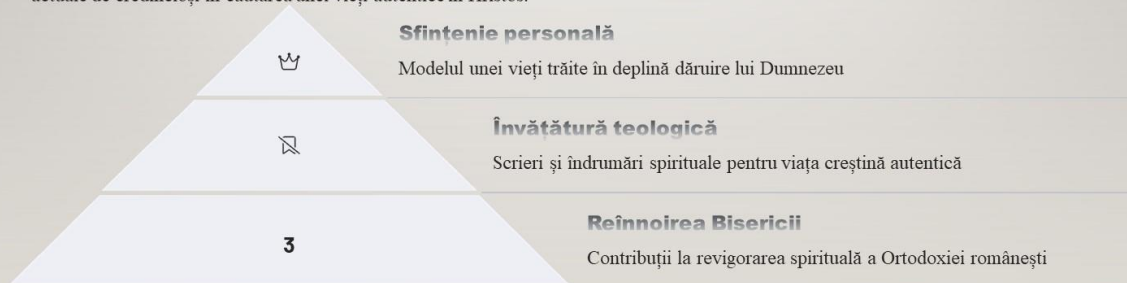 Sfințenie personală
Modelul unei vieți trăite în deplină dăruire lui Dumnezeu
Învățătură teologică
Scrieri și îndrumări spirituale pentru viața creștină autentică
3
Reînnoirea Bisericii
Contribuții la revigorarea spirituală a Ortodoxiei românești